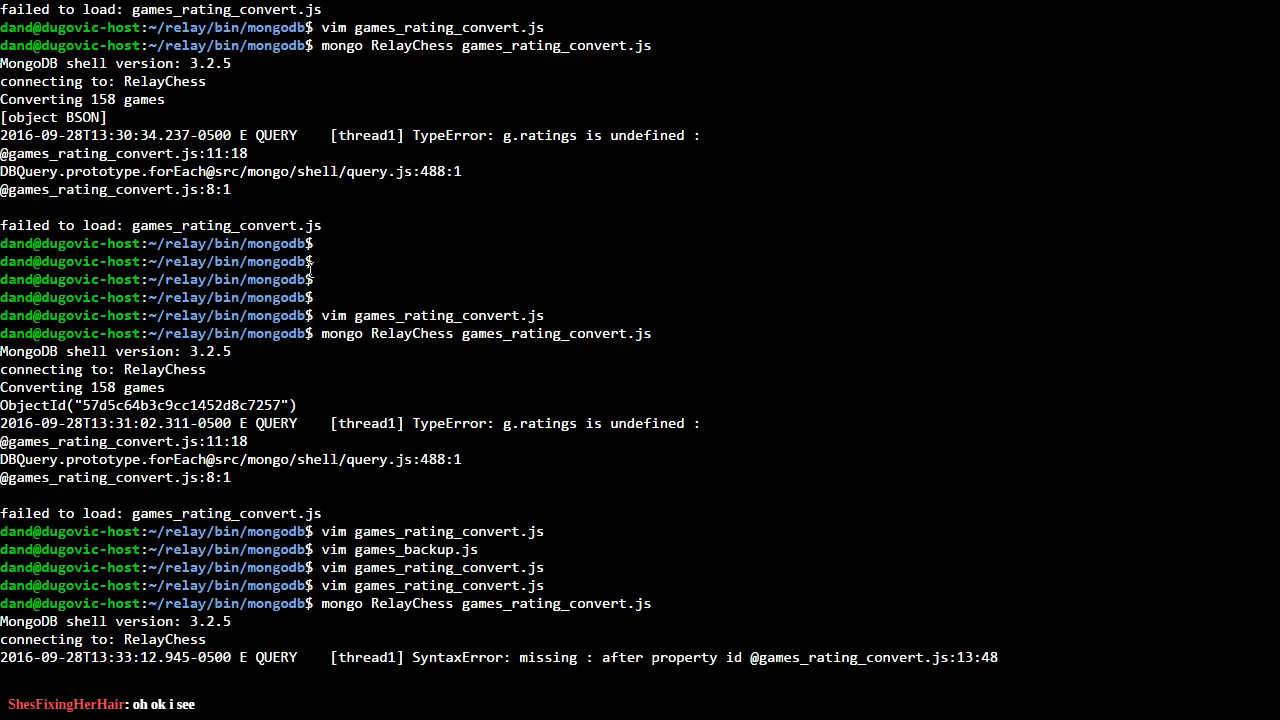 failed to load: games_rating_convert.js
dand@dugovic-host:~/relay/bin/mongodb$ vim games_rating_convert.js
dand@dugovic-host:~/relay/bin/mongodb$ mongo RelayChess games_rating_convert.js
MongoDB shell version: 3.2.5
connecting to: RelayChess
Converting 158 games
[object BSON]
2016-09-28T13:30:34.237-0500 E QUERY    [thread1] TypeError: g.ratings is undefined :
@games_rating_convert.js:11:18
DBQuery.prototype.forEach@src/mongo/shell/query.js:488:1
@games_rating_convert.js:8:1
failed to load: games_rating_convert.js
dand@dugovic-host:~/relay/bin/mongodb$
dand@dugovic-host:~/relay/bin/mongodb$
dand@dugovic-host:~/relay/bin/mongodb$
dand@dugovic-host:~/relay/bin/mongodb$
dand@dugovic-host:~/relay/bin/mongodb$ vim games_rating_convert.js
dand@dugovic-host:~/relay/bin/mongodb$ mongo RelayChess games_rating_convert.js
MongoDB shell version: 3.2.5
connecting to: RelayChess
Converting 158 games
ObjectId("57d5c64b3c9cc1452d8c7257")
2016-09-28T13:31:02.311-0500 E QUERY    [thread1] TypeError: g.ratings is undefined :
@games_rating_convert.js:11:18
DBQuery.prototype.forEach@src/mongo/shell/query.js:488:1
@games_rating_convert.js:8:1
failed to load: games_rating_convert.js
dand@dugovic-host:~/relay/bin/mongodb$ vim games_rating_convert.js
dand@dugovic-host:~/relay/bin/mongodb$ vim games_backup.js
dand@dugovic-host:~/relay/bin/mongodb$ vim games_rating_convert.js
dand@dugovic-host:~/relay/bin/mongodb$ vim games_rating_convert.js
dand@dugovic-host:~/relay/bin/mongodb$ mongo RelayChess games_rating_convert.js
MongoDB shell version: 3.2.5
connecting to: RelayChess
2016-09-28T13:33:12.945-0500 E QUERY    [thread1] SyntaxError: missing : after property id @games_rating_convert.js:13:48
ShesFixingHerHair: oh ok i see